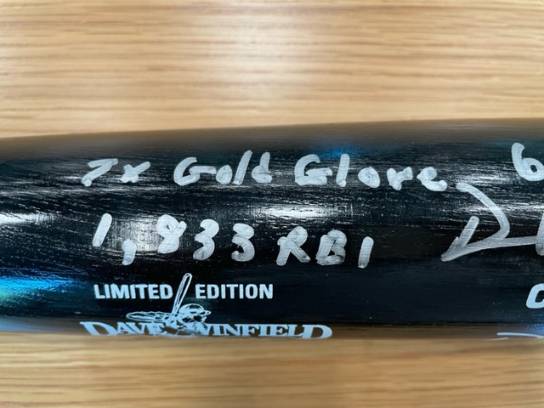 7x Gold Glove
1,833 RBI
LIMITED EDITION
DAVE WINFIELD